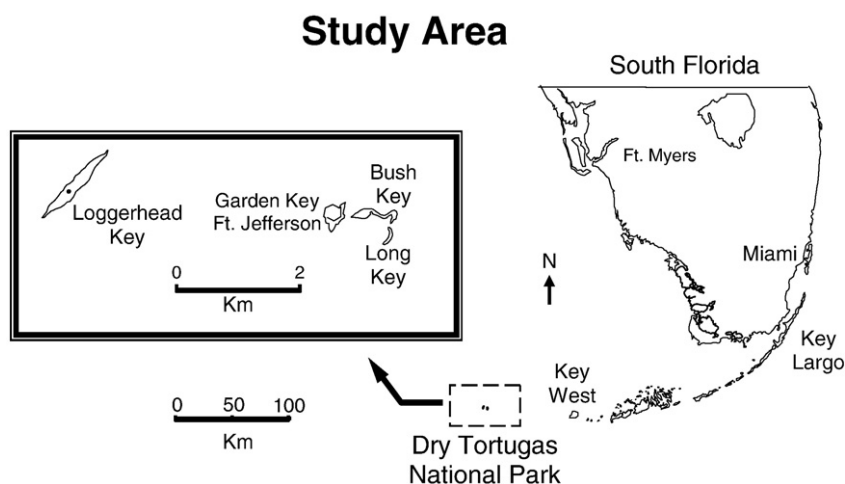 Study Area
South Florida
Ft. Myers
Miami
Key
Largo
Key
West
N
Loggerhead
Key
Garden Key
Ft. Jefferson
Bush
Key
Long
Key
0 2
Km
0 50 100
Km
Dry Tortugas
National Park